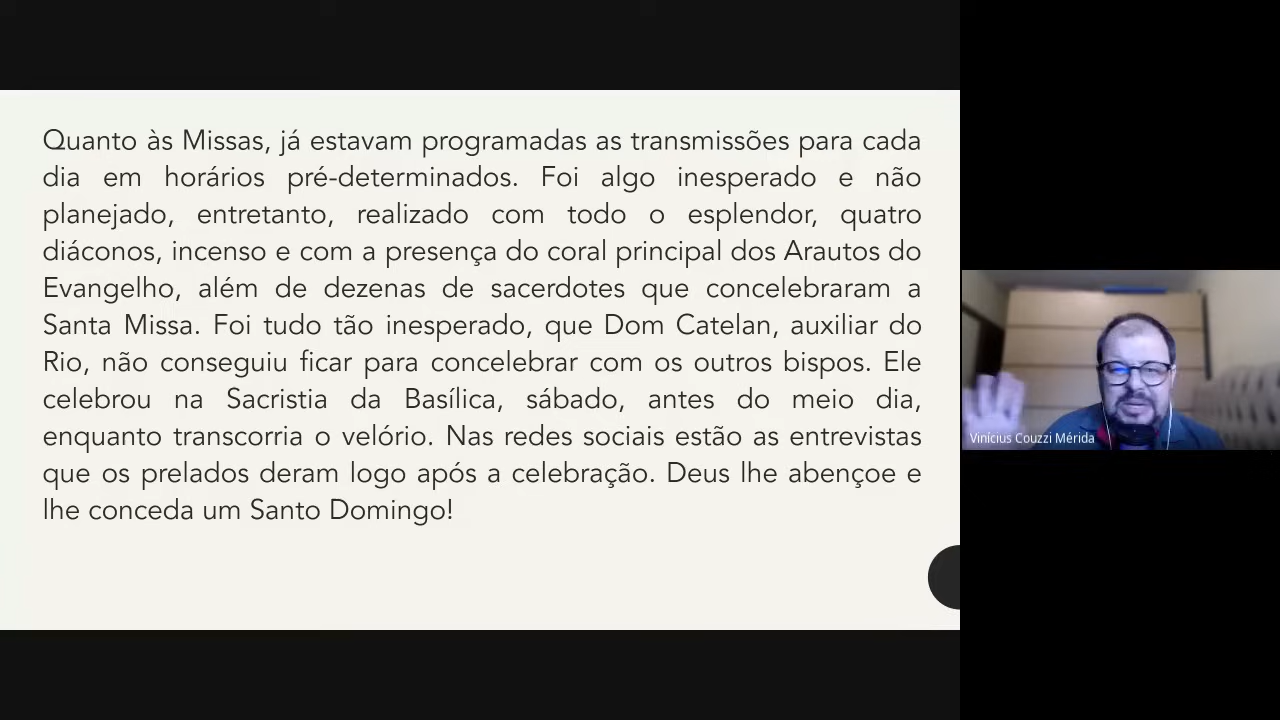 Quanto às Missas, já estavam programadas as transmissões para cada
dia em horários pré-determinados. Foi algo inesperado e não
planejado, entretanto, realizado com todo o esplendor, quatro
diáconos, incenso e com a presença do coral principal dos Arautos do
Evangelho, além de dezenas de sacerdotes que concelebraram a
Santa Missa. Foi tudo tão inesperado, que Dom Catelan, auxiliar do
Rio, não conseguiu ficar para concelebrar com os outros bispos. Ele
celebrou na Sacristia da Basílica, sábado, antes do meio dia,
enquanto transcorria o velório. Nas redes sociais estão as entrevistas
que os prelados deram logo após a celebração. Deus lhe abençoe e
lhe conceda um Santo Domingo!
Vinícius Couzzi Mérida